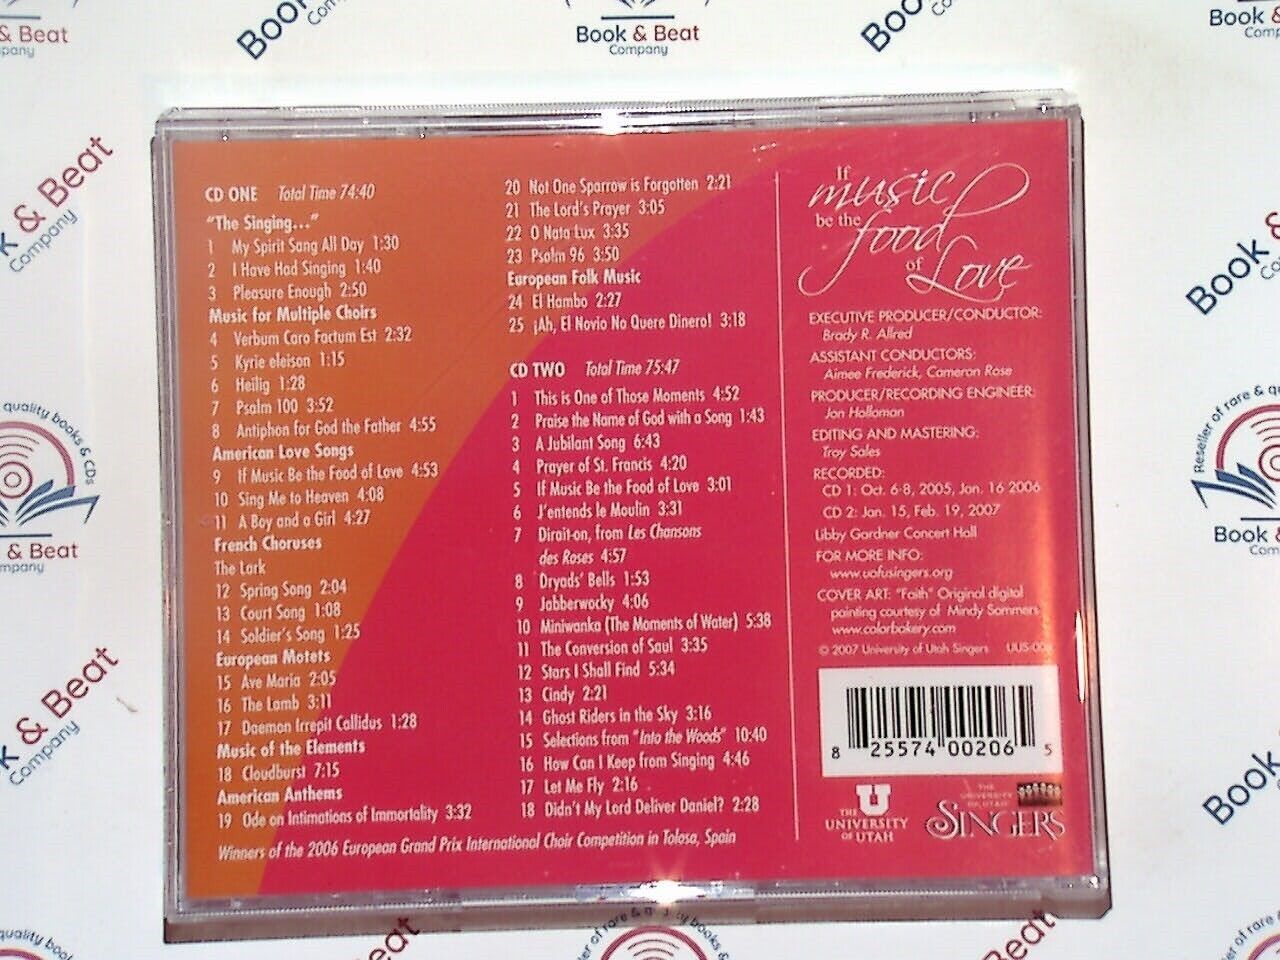 CD ONE Total Time 74:40
"The Singing..."
1 My Spirit Sang All Day 1:30
2 I Have Had Singing 1:40
3 Pleasure Enough 2:50
Music for Multiple Choirs
4 Verbum Caro Factum Est 2:32
5 Kyrie eleison 1:15
6 Heilig 1:28
7 Psalm 100 3:52
8 Antiphon for God the Father 4:55
American Love Songs
9 If Music Be the Food of Love 4:53
10 Sing Me to Heaven 4:08
11 A Boy and a Girl 4:27
French Choruses
The Lark
12 Spring Song 2:04
13 Court Song 1:08
14 Soldier's Song 1:25
European Motets
15 Ave Maria 2:05
16 The Lamb 3:11
17 Daemon Irrepit Callidus 1:28
Music of the Elements
18 Cloudburst 7:15
American Anthems
19 Ode on Intimations of Immortality 3:32
20 Not One Sparrow is Forgotten 2:21
21 The Lord's Prayer 3:05
22 O Nata Lux 3:35
23 Psalm 96 3:50
European Folk Music
24 El Hambo 2:27
25 ¡Ah, El Novio No Quere Dinero! 3:18
CD TWO Total Time 75:47
1 This is One of Those Moments 4:52
2 Praise the Name of God with a Song 1:43
3 A Jubilant Song 6:43
4 Prayer of St. Francis 4:20
5 If Music Be the Food of Love 3:01
6 J'entends le Moulin 3:31
7 Dirait-on, from Les Chansons
des Roses 4:57
8 Dryads' Bells 1:53
9 Jabberwocky 4:06
10 Miniwanka (The Moments of Water) 5:38
11 The Conversion of Saul 3:35
12 Stars I Shall Find 5:34
13 Cindy 2:21
14 Ghost Riders in the Sky 3:16
15 Selections from "Into the Woods" 10:40
16 How Can I Keep from Singing 4:46
17 Let Me Fly 2:16
18 Didn't My Lord Deliver Daniel? 2:28
Winners of the 2006 European Grand Prix International Choir Competition in Tolosa, Spain
If
music
be the
food
of
Love
EXECUTIVE PRODUCER/CONDUCTOR:
Brady R. Allred
ASSISTANT CONDUCTORS:
Aimee Frederick, Cameron Rose
PRODUCER/RECORDING ENGINEER:
Jon Holloman
EDITING AND MASTERING:
Troy Sales
RECORDED:
CD 1: Oct. 6-8, 2005, Jan. 16 2006
CD 2: Jan. 15, Feb. 19, 2007
Libby Gardner Concert Hall
FOR MORE INFO:
www.uofusingers.org
COVER ART: "Faith" Original digital
painting courtesy of Mindy Sommers
www.colorbakery.com
© 2007 University of Utah Singers
8 25574 00206 5
U
THE
UNIVERSITY
OF UTAH
THE
UNIVERSITY
OF UTAH
SINGERS
Book & Beat
Company
Book & Beat
Company
Book & Beat
Company
Reseller of rare & quality books & CDs
Book & Beat
Company